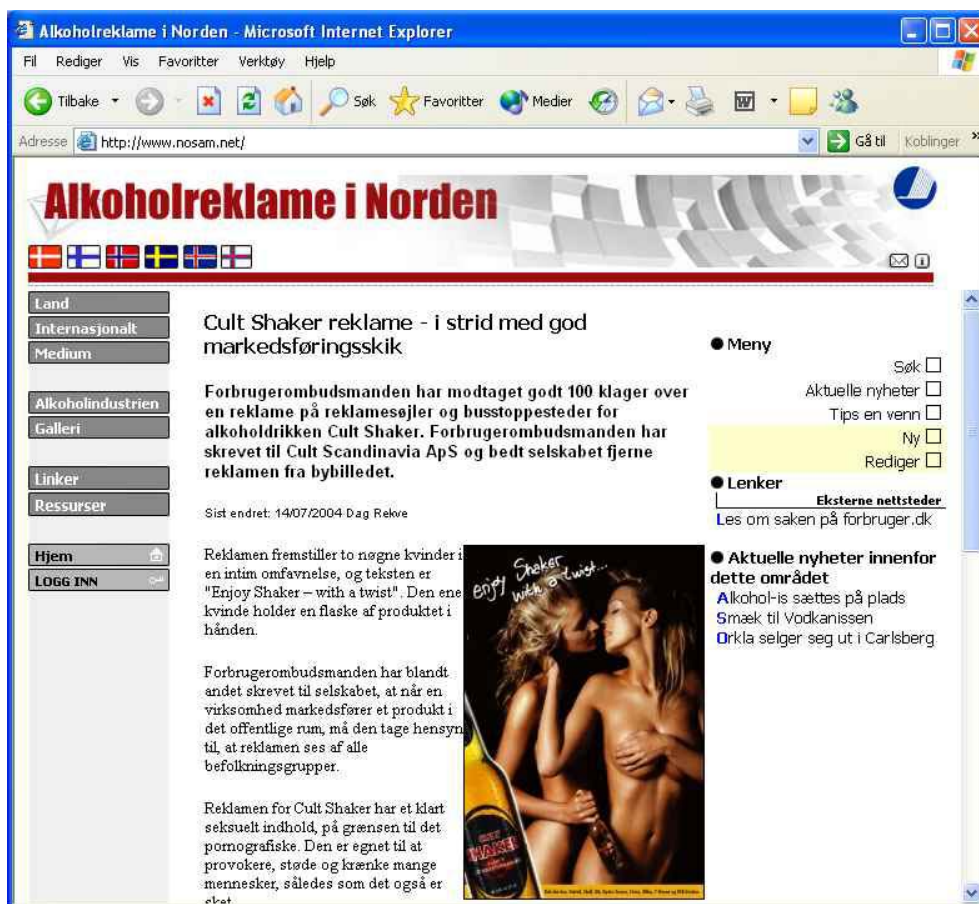 Alkoholreklame i Norden - Microsoft Internet Explorer
Fil Rediger Vis Favoritter Verktøy Hjelp
Tilbake Søk Favoritter Medier
Adresse http://www.nosam.net/ Gå til Koblinger »
Alkoholreklame i Norden
Land
Internasjonalt
Medium
Alkoholindustrien
Galleri
Linker
Ressurser
Hjem
LOGG INN
Cult Shaker reklame - i strid med god
markedsføringsskik
Forbrugerombudsmanden har modtaget godt 100 klager over
en reklame på reklamesøjler og busstoppesteder for
alkoholdrikken Cult Shaker. Forbrugerombudsmanden har
skrevet til Cult Scandinavia ApS og bedt selskabet fjerne
reklamen fra bybilledet.
Sist endret: 14/07/2004 Dag Rekve
Reklamen fremstiller to nøgne kvinder i
en intim omfavnelse, og teksten er
"Enjoy Shaker – with a twist". Den ene
kvinde holder en flaske af produktet i
hånden.
Forbrugerombudsmanden har blandt
andet skrevet til selskabet, at når en
virksomhed markedsfører et produkt i
det offentlige rum, må den tage hensyn
til, at reklamen ses af alle
befolkningsgrupper.
Reklamen for Cult Shaker har et klart
seksuelt indhold, på grænsen til det
pornografiske. Den er egnet til at
provokere, støde og krænke mange
mennesker, således som det også er
sket
enjoy Shaker
with a twist...
CULT
SHAKER
Meny
Søk
Aktuelle nyheter
Tips en venn
Ny
Rediger
Lenker
Eksterne nettsteder
Les om saken på forbruger.dk
Aktuelle nyheter innenfor
dette området
Alkohol-is sættes på plads
Smæk til Vodkanissen
Orkla selger seg ut i Carlsberg